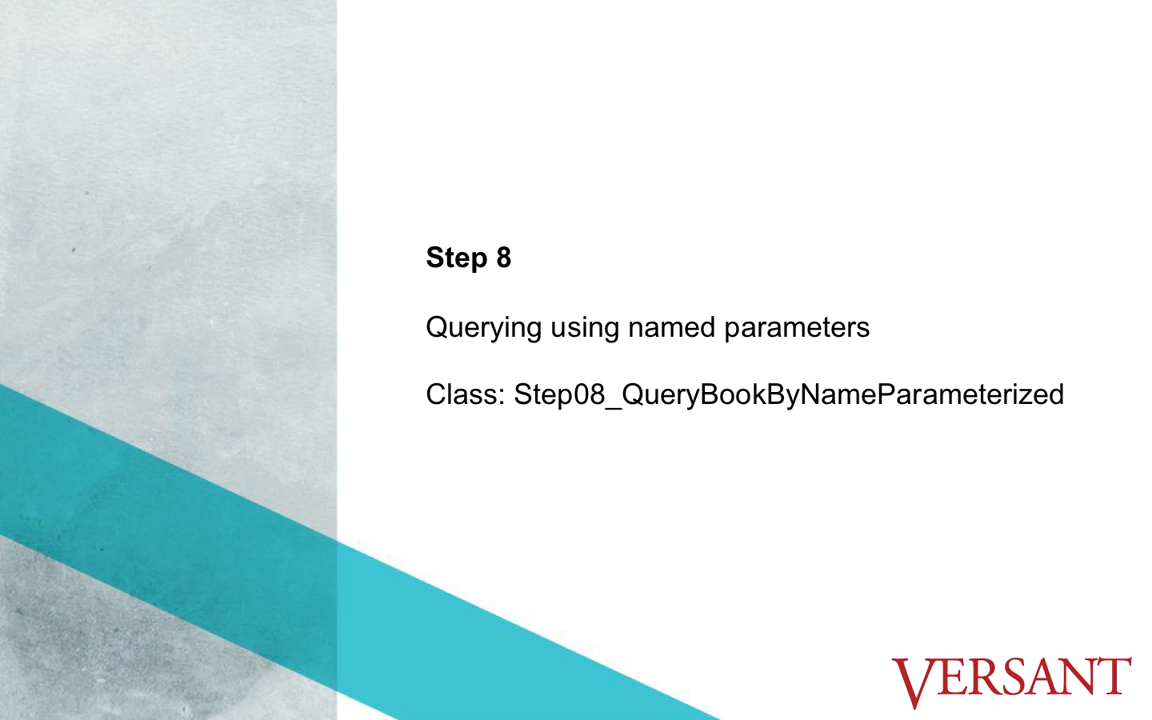 Step 8
Querying using named parameters
Class: Step08_QueryBookByNameParameterized
VERSANT